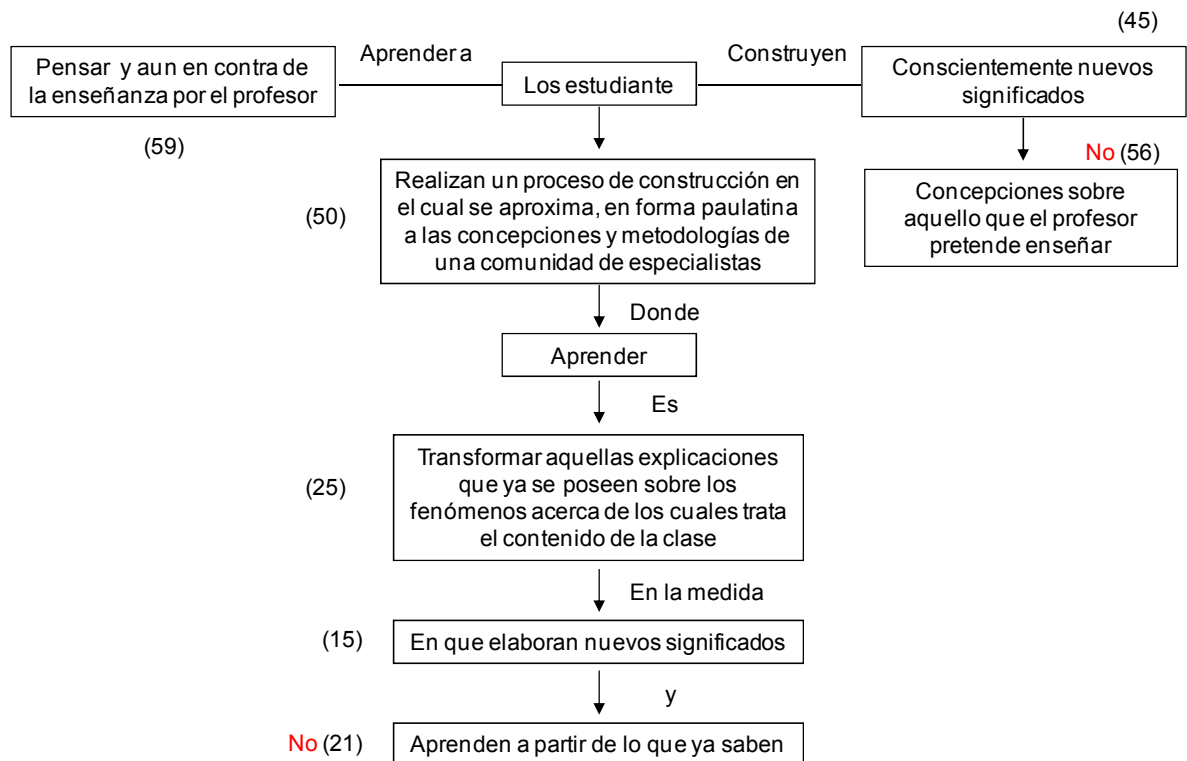 (45)
Aprender a
Construyen
Pensar y aun en contra de
la enseñanza por el profesor
Los estudiante
Conscientemente nuevos
significados
(59)
No (56)
(50)
Realizan un proceso de construcción en
el cual se aproxima, en forma paulatina
a las concepciones y metodologías de
una comunidad de especialistas
Concepciones sobre
aquello que el profesor
pretende enseñar
Donde
Aprender
Es
(25)
Transformar aquellas explicaciones
que ya se poseen sobre los
fenómenos acerca de los cuales trata
el contenido de la clase
En la medida
(15)
En que elaboran nuevos significados
y
No (21)
Aprenden a partir de lo que ya saben